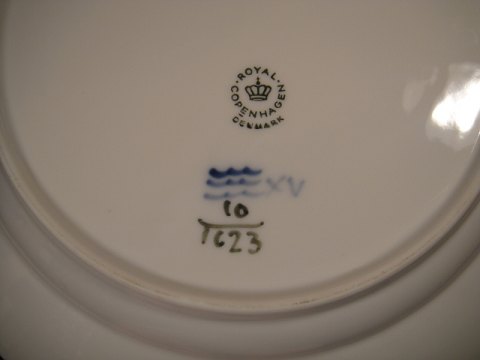 ROYAL
COPENHAGEN
DENMARK
XV
10
1623